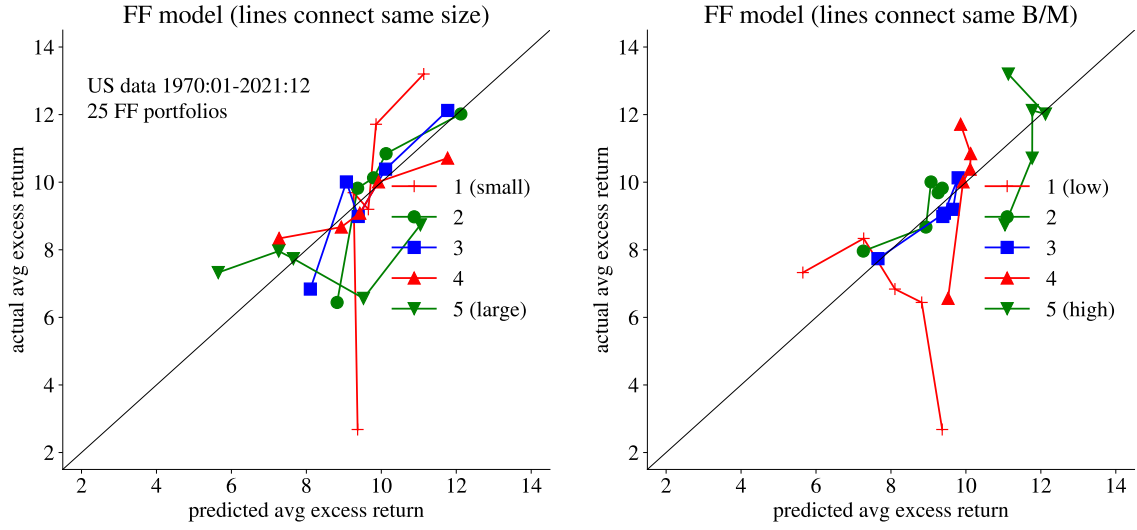 FF model (lines connect same size)
14
12
10
8
6
4
2
actual avg excess return
US data 1970:01-2021:12
25 FF portfolios
1 (small)
2
3
4
5 (large)
2 4 6 8 10 12 14
predicted avg excess return
FF model (lines connect same B/M)
14
12
10
8
6
4
2
actual avg excess return
1 (low)
2
3
4
5 (high)
2 4 6 8 10 12 14
predicted avg excess return